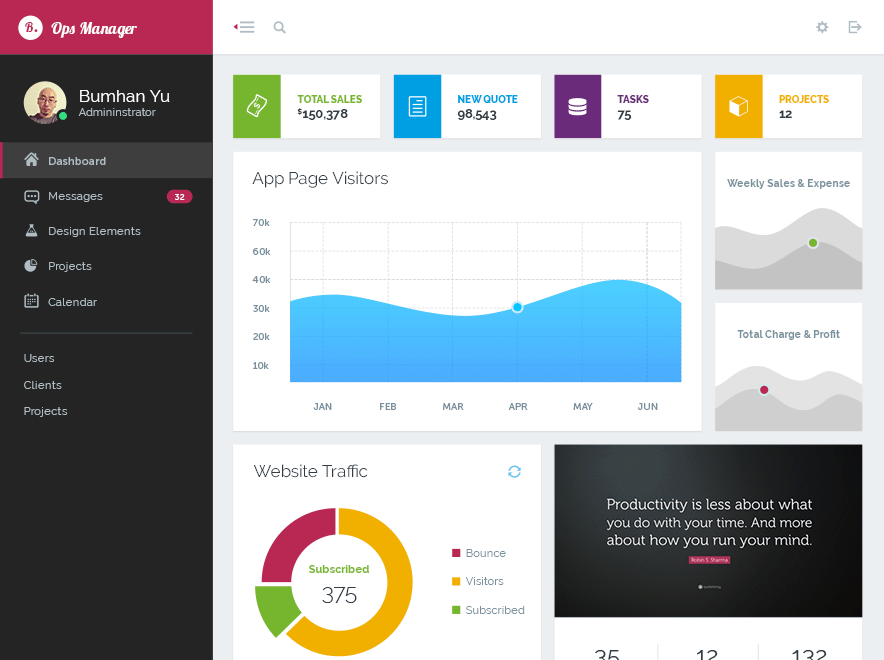 B. Ops Manager
Bumhan Yu
Admininstrator
Dashboard
Messages 32
Design Elements
Projects
Calendar
Users
Clients
Projects
TOTAL SALES
$150,378
NEW QUOTE
98,543
TASKS
75
PROJECTS
12
App Page Visitors
70k
60k
40k
30k
20k
10k
JAN FEB MAR APR MAY JUN
Weekly Sales & Expense
Total Charge & Profit
Website Traffic
Subscribed
375
Bounce
Visitors
Subscribed
Productivity is less about what
you do with your time. And more
about how you run your mind.
Robin S. Sharma
35 12 132